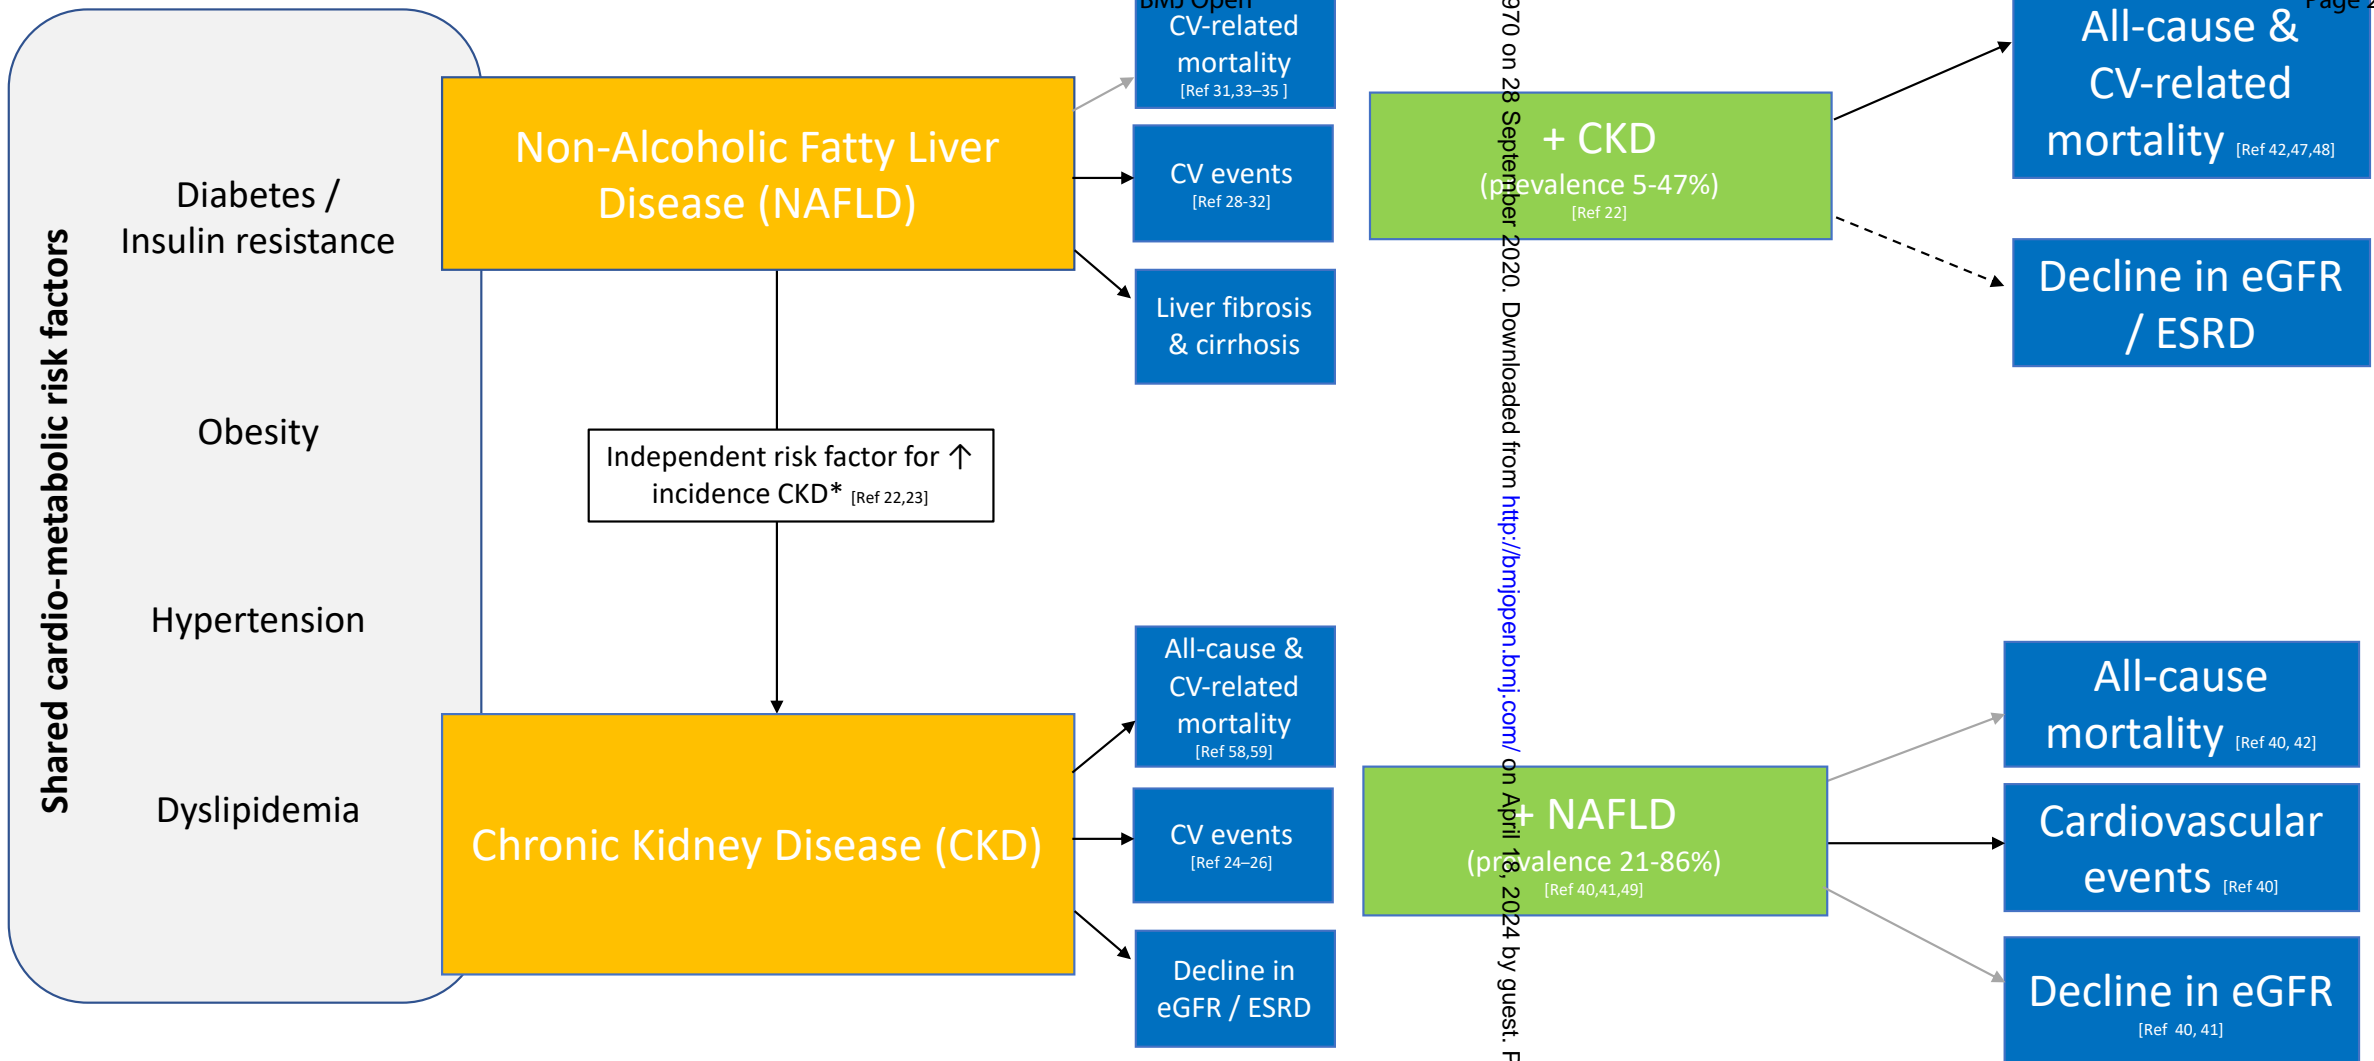 BMJ Open
Page 2
Shared cardio-metabolic risk factors
Diabetes /
Insulin resistance
Obesity
Hypertension
Dyslipidemia
Non-Alcoholic Fatty Liver
Disease (NAFLD)
CV-related
mortality
[Ref 31,33–35 ]
CV events
[Ref 28-32]
Liver fibrosis
& cirrhosis
+ CKD
(prevalence 5-47%)
[Ref 22]
All-cause &
CV-related
mortality [Ref 42,47,48]
Decline in eGFR
/ ESRD
Independent risk factor for ↑
incidence CKD* [Ref 22,23]
Chronic Kidney Disease (CKD)
All-cause &
CV-related
mortality
[Ref 58,59]
CV events
[Ref 24–26]
Decline in
eGFR / ESRD
+ NAFLD
(prevalence 21-86%)
[Ref 40,41,49]
All-cause
mortality [Ref 40, 42]
Cardiovascular
events [Ref 40]
Decline in eGFR
[Ref 40, 41]
970 on 28 September 2020. Downloaded from http://bmjopen.bmj.com/ on April 18, 2024 by guest.